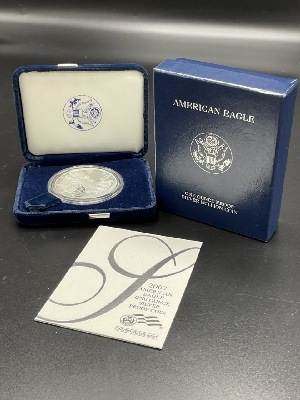 AMERICAN EAGLE
ONE OUNCE PROOF
SILVER BULLION COIN
2007
AMERICAN
EAGLE
ONE OUNCE
SILVER
PROOF COIN